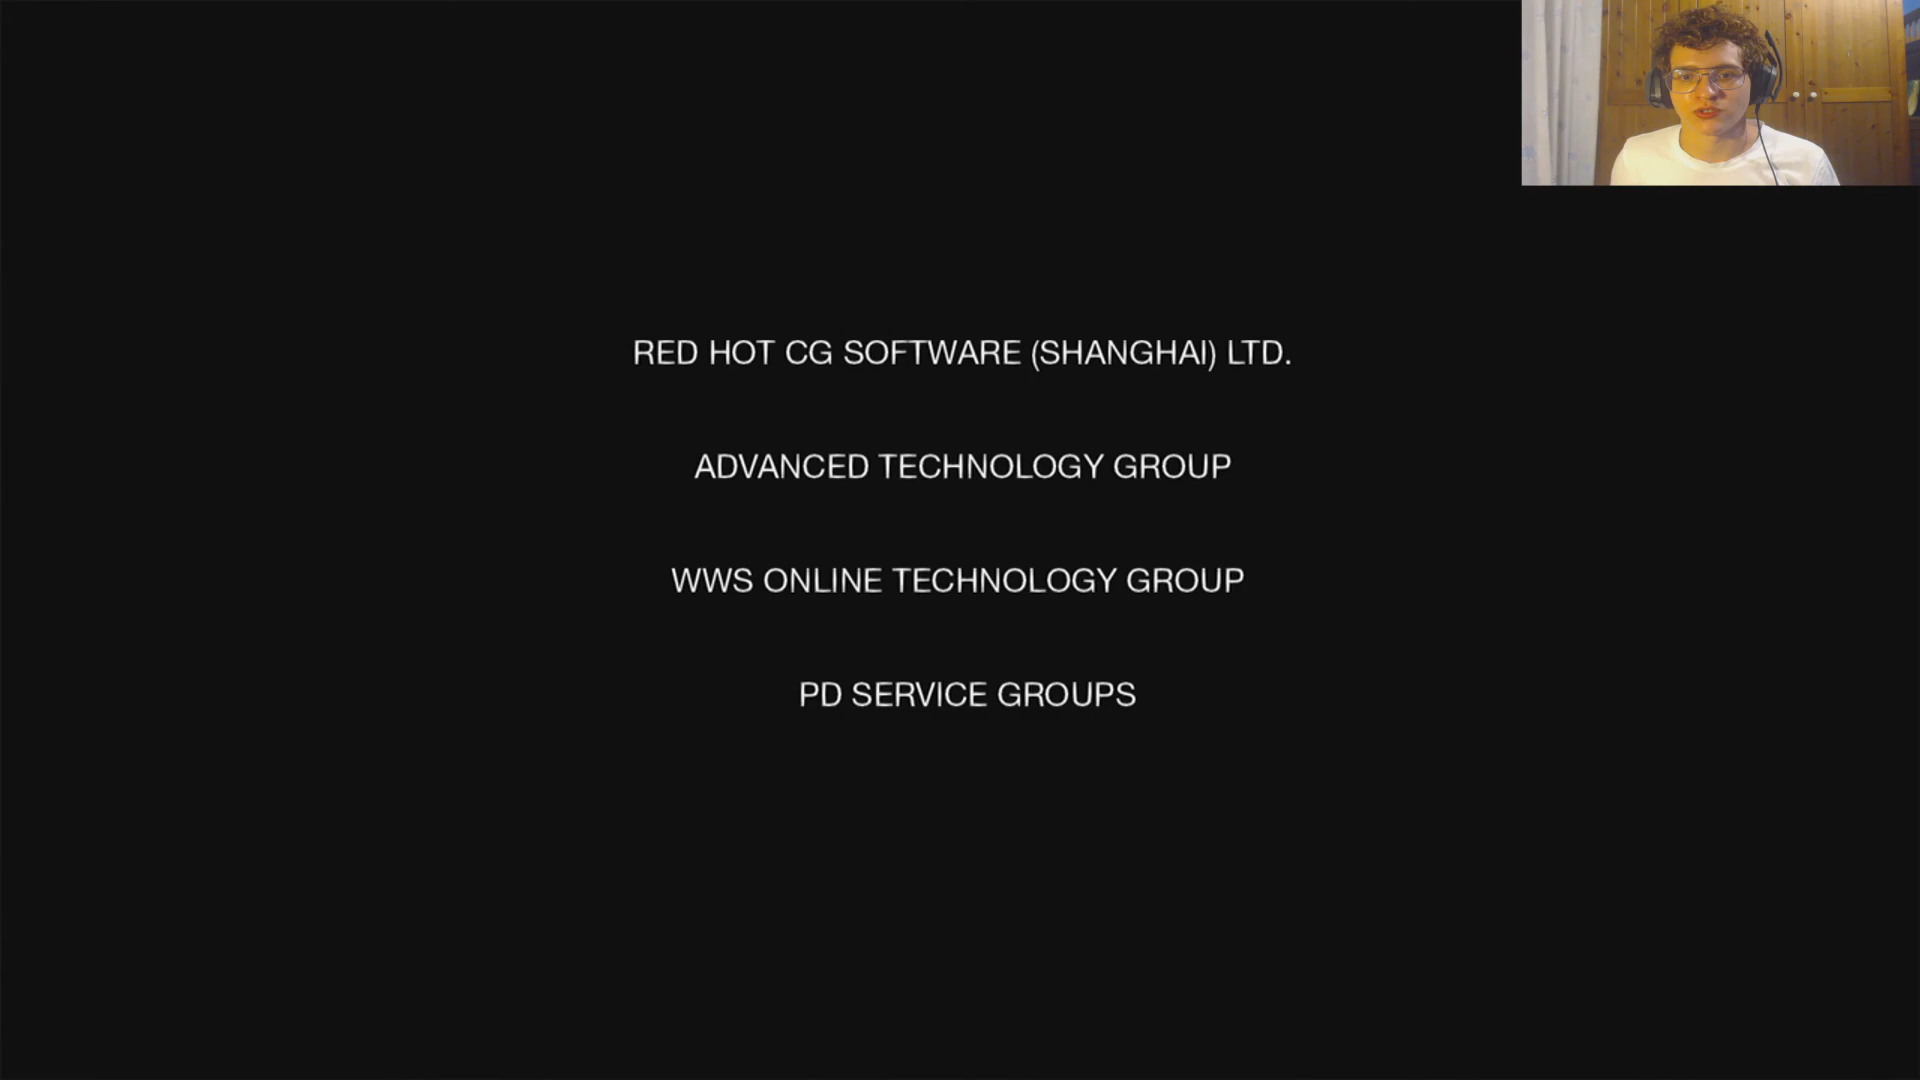 RED HOT CG SOFTWARE (SHANGHAI) LTD.
ADVANCED TECHNOLOGY GROUP
WWS ONLINE TECHNOLOGY GROUP
PD SERVICE GROUPS